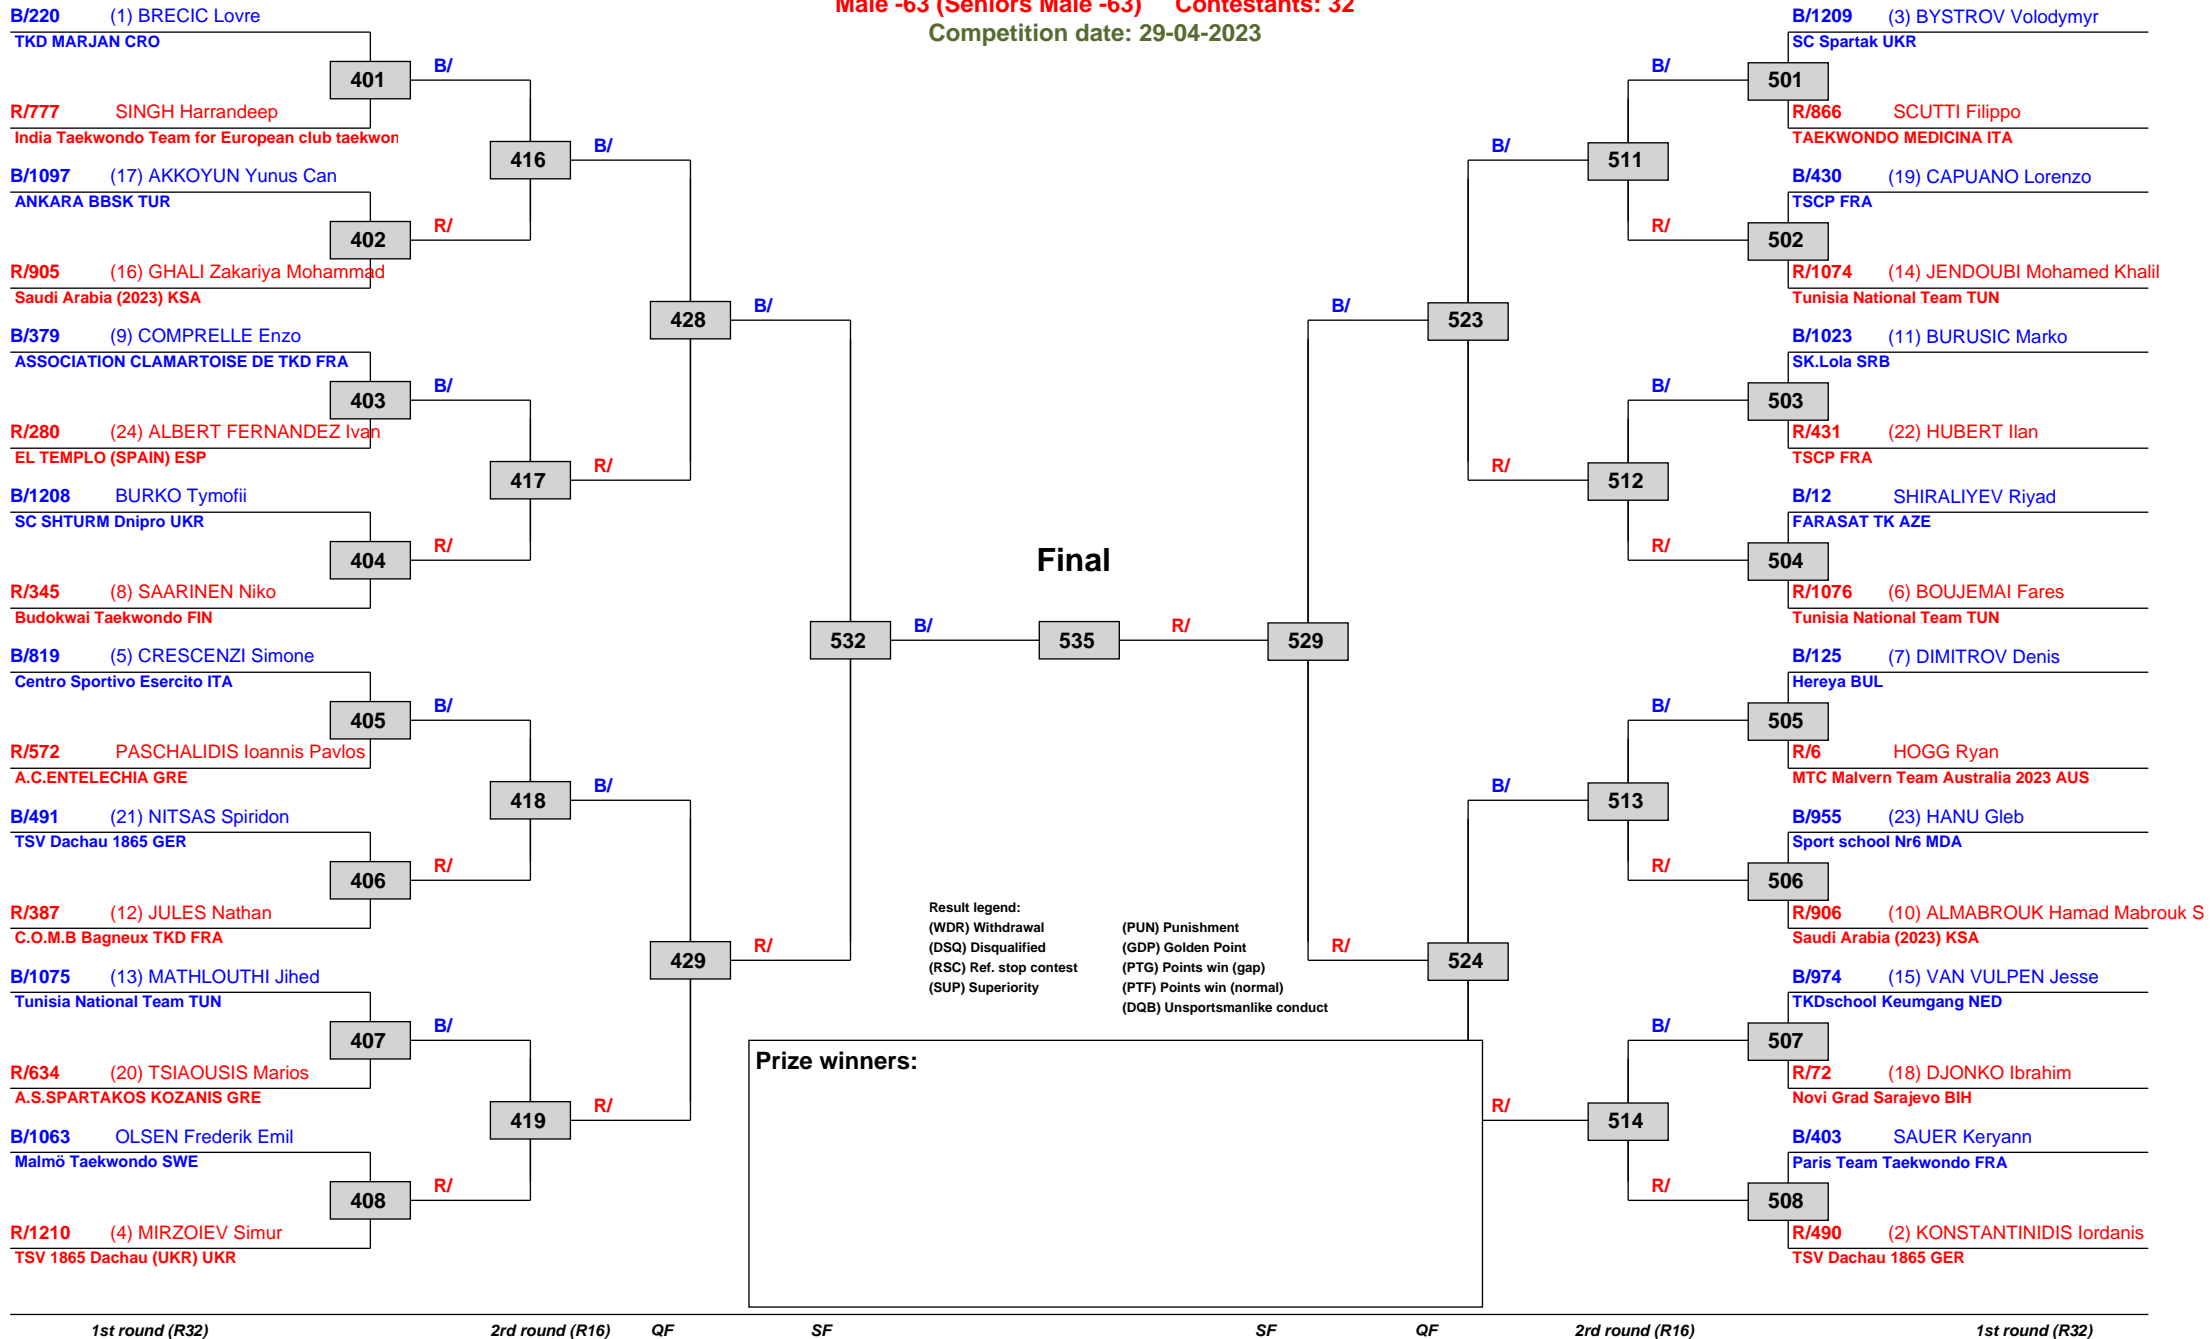 Male -63 (Seniors Male -63) Contestants: 32
Competition date: 29-04-2023
B/220 (1) BRECIC Lovre
TKD MARJAN CRO
401
B/
R/777 SINGH Harrandeep
India Taekwondo Team for European club taekwon
416
B/
B/1097 (17) AKKOYUN Yunus Can
ANKARA BBSK TUR
402
R/
R/905 (16) GHALI Zakariya Mohammad
Saudi Arabia (2023) KSA
428
B/
B/379 (9) COMPRELLE Enzo
ASSOCIATION CLAMARTOISE DE TKD FRA
403
B/
R/280 (24) ALBERT FERNANDEZ Ivan
EL TEMPLO (SPAIN) ESP
417
R/
B/1208 BURKO Tymofii
SC SHTURM Dnipro UKR
404
R/
R/345 (8) SAARINEN Niko
Budokwai Taekwondo FIN
532
B/
B/819 (5) CRESCENZI Simone
Centro Sportivo Esercito ITA
405
B/
R/572 PASCHALIDIS Ioannis Pavlos
A.C.ENTELECHIA GRE
418
B/
B/491 (21) NITSAS Spiridon
TSV Dachau 1865 GER
406
R/
R/387 (12) JULES Nathan
C.O.M.B Bagneux TKD FRA
429
R/
B/1075 (13) MATHLOUTHI Jihed
Tunisia National Team TUN
407
B/
R/634 (20) TSIAOUSIS Marios
A.S.SPARTAKOS KOZANIS GRE
419
R/
B/1063 OLSEN Frederik Emil
Malmö Taekwondo SWE
408
R/
R/1210 (4) MIRZOIEV Simur
TSV 1865 Dachau (UKR) UKR
Final
535
R/
529
Result legend:
(WDR) Withdrawal
(DSQ) Disqualified
(RSC) Ref. stop contest
(SUP) Superiority
(PUN) Punishment
(GDP) Golden Point
(PTG) Points win (gap)
(PTF) Points win (normal)
(DQB) Unsportsmanlike conduct
Prize winners:
B/1209 (3) BYSTROV Volodymyr
SC Spartak UKR
B/
501
R/866 SCUTTI Filippo
TAEKWONDO MEDICINA ITA
B/
511
B/430 (19) CAPUANO Lorenzo
TSCP FRA
R/
502
R/1074 (14) JENDOUBI Mohamed Khalil
Tunisia National Team TUN
B/
523
B/1023 (11) BURUSIC Marko
SK.Lola SRB
B/
503
R/431 (22) HUBERT Ilan
TSCP FRA
R/
512
B/12 SHIRALIYEV Riyad
FARASAT TK AZE
R/
504
R/1076 (6) BOUJEMAI Fares
Tunisia National Team TUN
B/125 (7) DIMITROV Denis
Hereya BUL
B/
505
R/6 HOGG Ryan
MTC Malvern Team Australia 2023 AUS
B/
513
B/955 (23) HANU Gleb
Sport school Nr6 MDA
R/
506
R/906 (10) ALMABROUK Hamad Mabrouk S
Saudi Arabia (2023) KSA
R/
524
B/974 (15) VAN VULPEN Jesse
TKDschool Keumgang NED
B/
507
R/72 (18) DJONKO Ibrahim
Novi Grad Sarajevo BIH
R/
514
B/403 SAUER Keryann
Paris Team Taekwondo FRA
R/
508
R/490 (2) KONSTANTINIDIS Iordanis
TSV Dachau 1865 GER
1st round (R32) 2rd round (R16) QF SF SF QF 2rd round (R16) 1st round (R32)